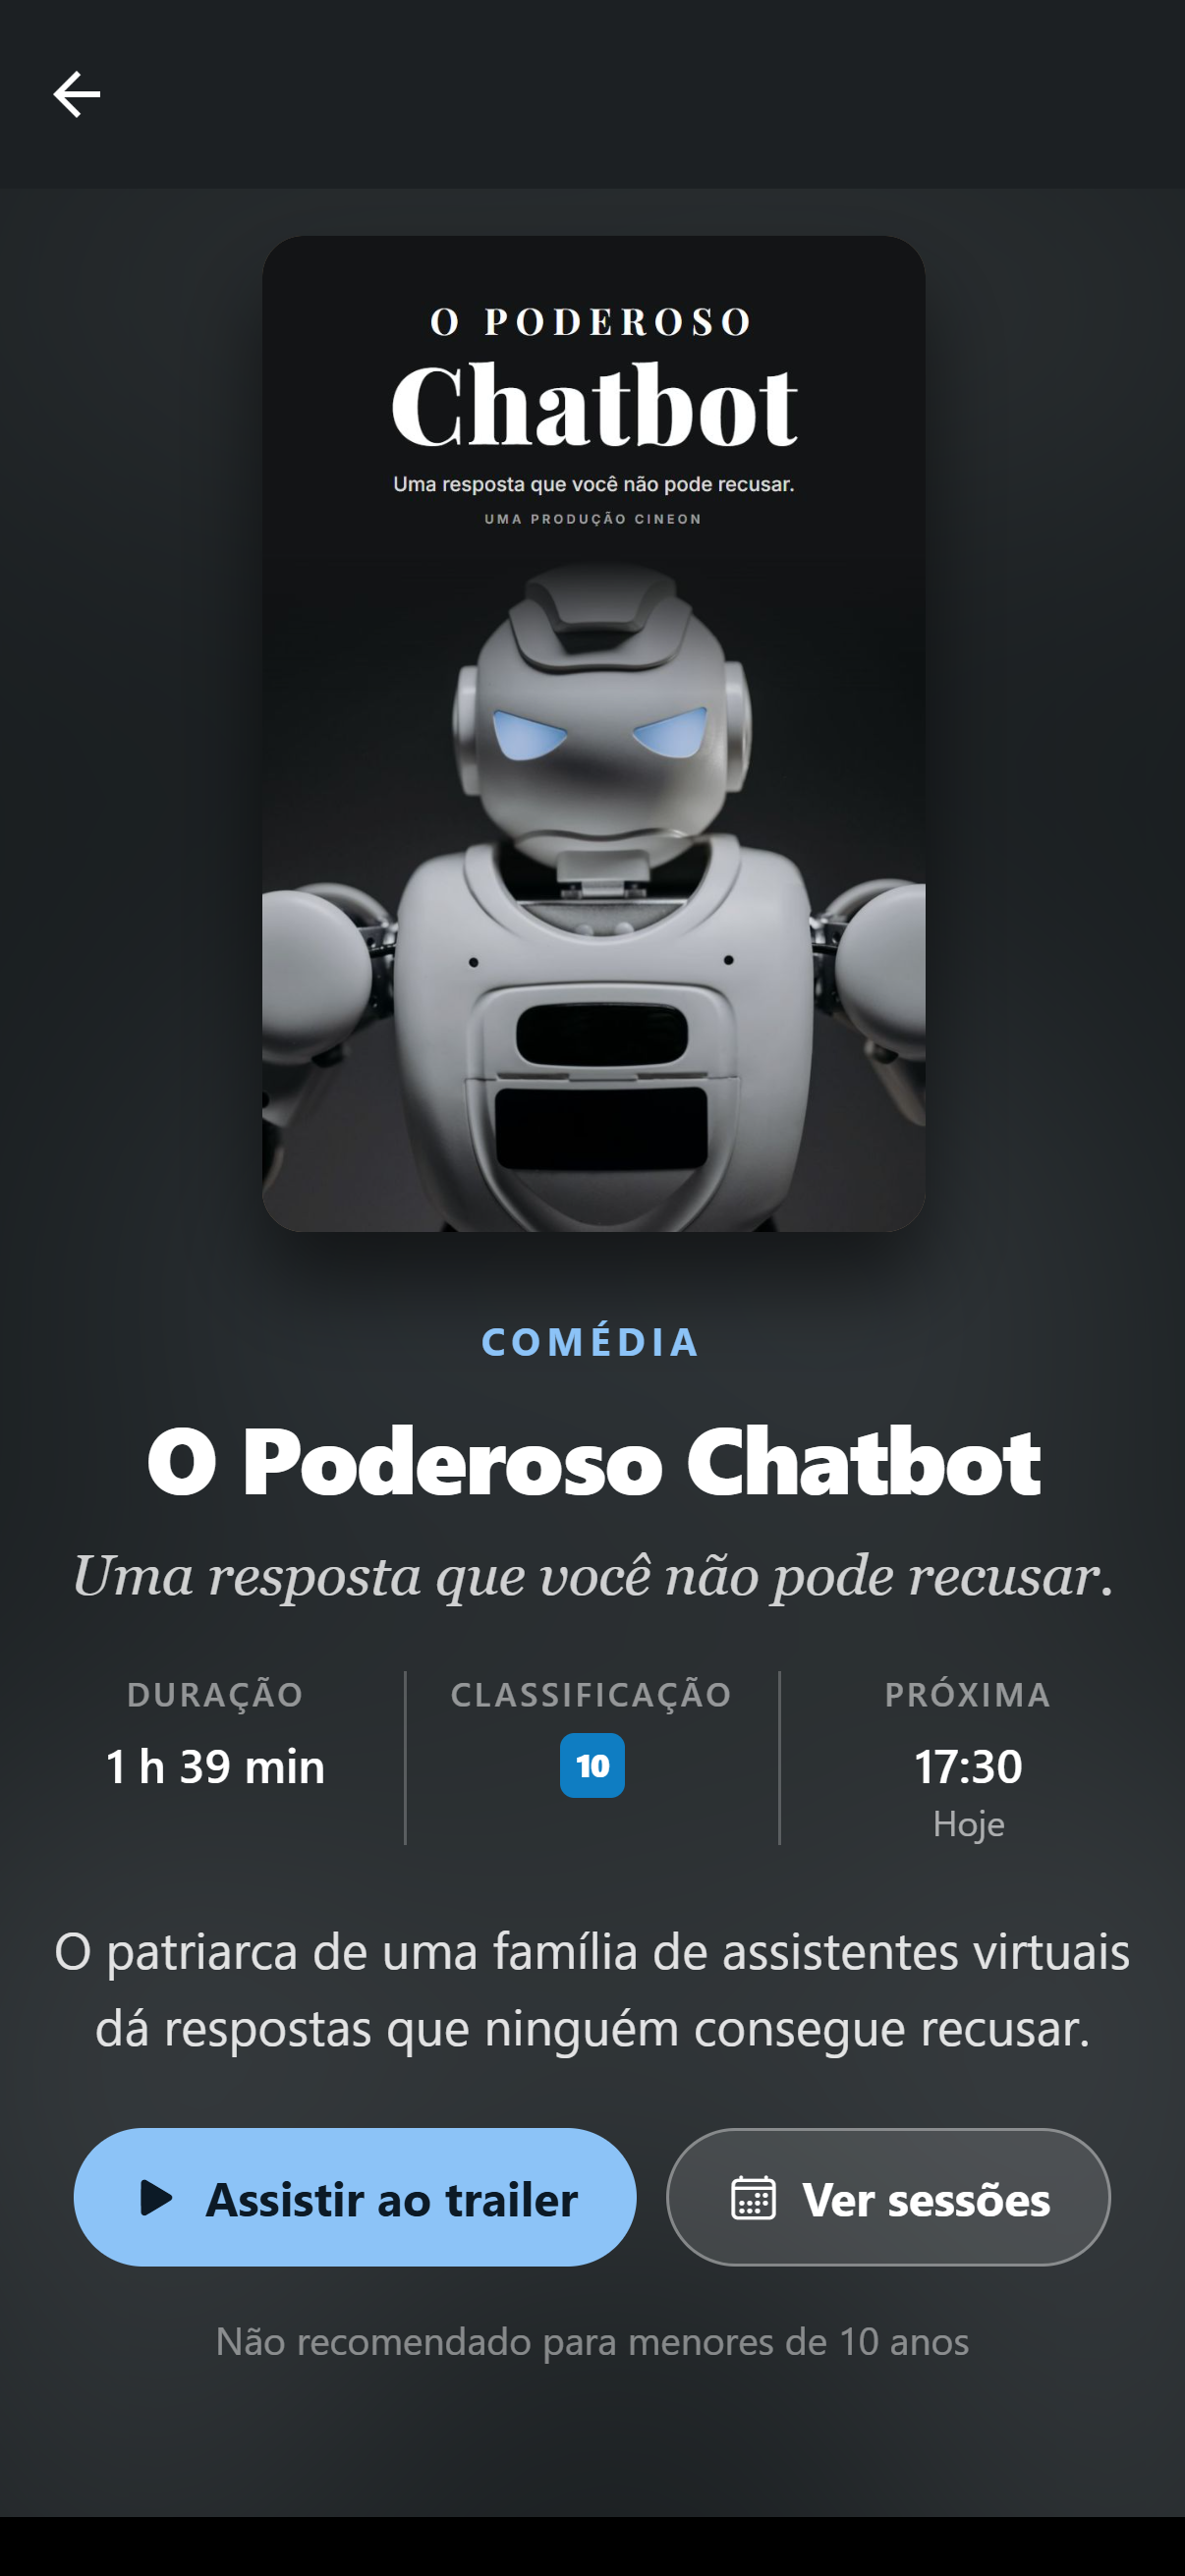 O PODEROSO
Chatbot
Uma resposta que você não pode recusar.
UMA PRODUÇÃO CINEON
COMÉDIA
O Poderoso Chatbot
Uma resposta que você não pode recusar.
DURAÇÃO
1 h 39 min
CLASSIFICAÇÃO
10
PRÓXIMA
17:30
Hoje
O patriarca de uma família de assistentes virtuais
dá respostas que ninguém consegue recusar.
Assistir ao trailer
Ver sessões
Não recomendado para menores de 10 anos